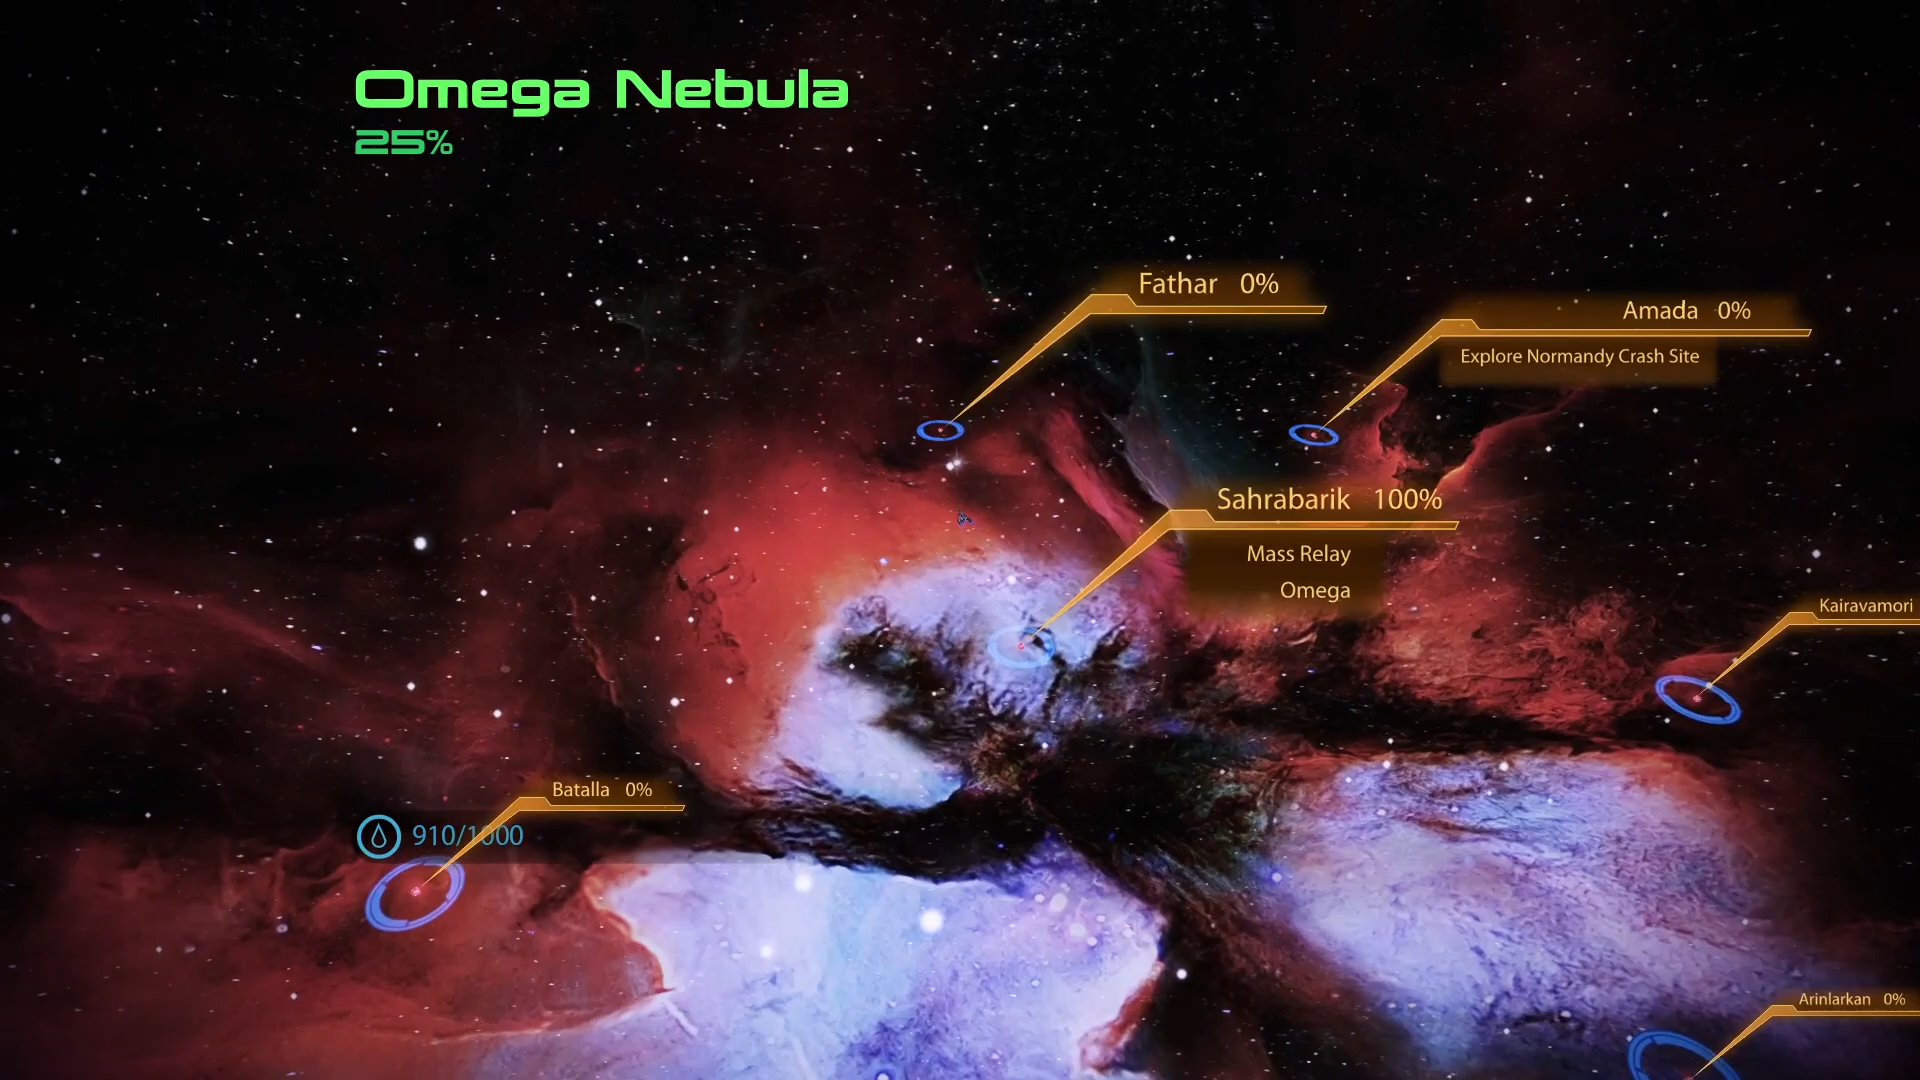 Omega Nebula
25%
Fathar 0%
Amada 0%
Explore Normandy Crash Site
Sahrabarik 100%
Mass Relay
Omega
Kairavamori
Batalla 0%
910/1000
Arinlarkan 0%